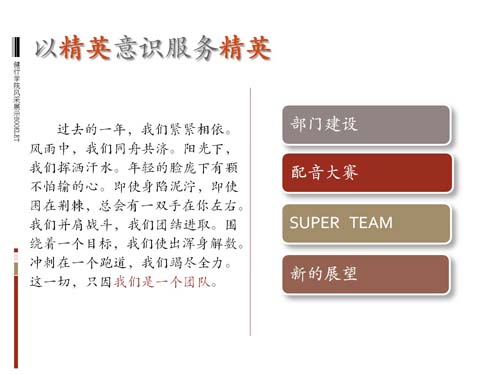 以精英意识服务精英
健行学院风采展示BOOKLET
过去的一年，我们紧紧相依。
风雨中，我们同舟共济。阳光下，
我们挥洒汗水。年轻的脸庞下有颗
不怕输的心。即使身陷泥泞，即使
困在荆棘，总会有一双手在你左右。
我们并肩战斗，我们团结进取。围
绕着一个目标，我们使出浑身解数。
冲刺在一个跑道，我们竭尽全力。
这一切，只因我们是一个团队。
部门建设
配音大赛
SUPER TEAM
新的展望